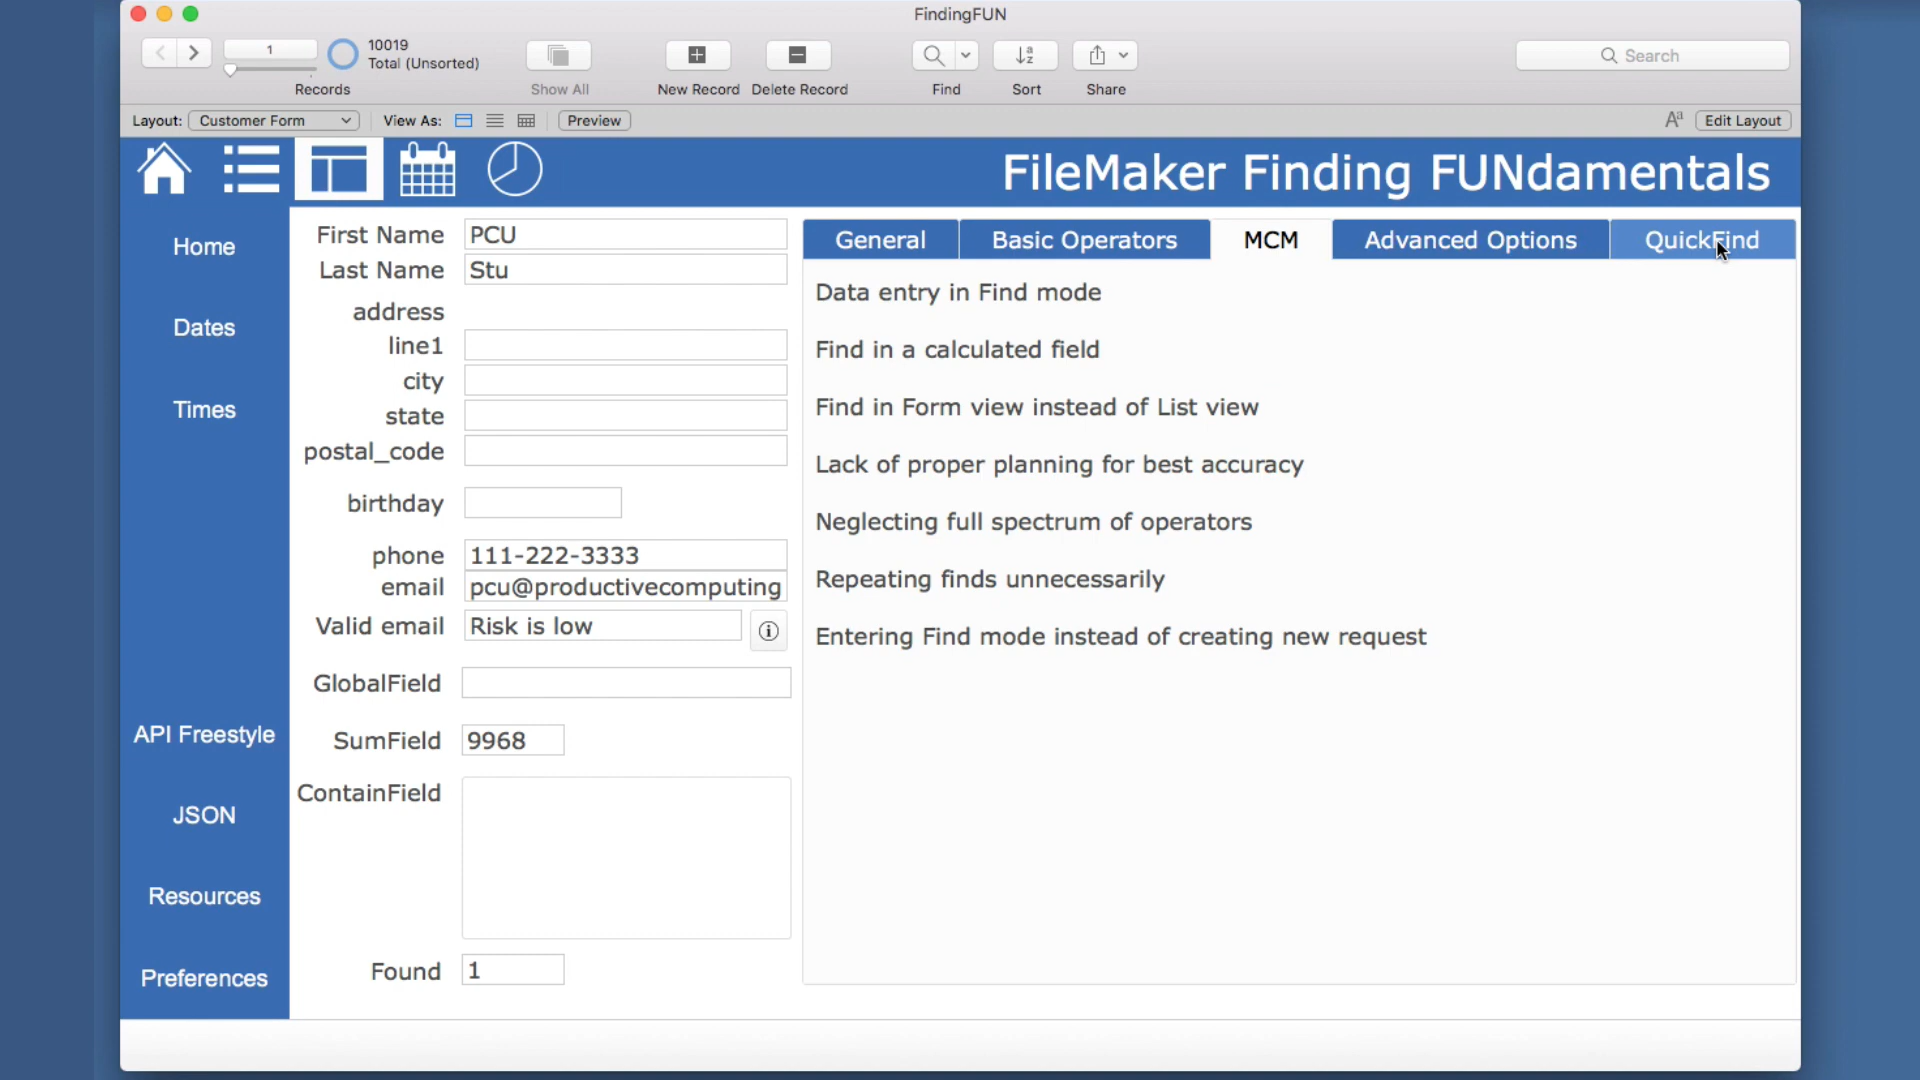 FindingFUN
1
10019
Total (Unsorted)
Records
Show All
New Record
Delete Record
Find
Sort
Share
Search
Layout:
Customer Form
View As:
Preview
Aa
Edit Layout
FileMaker Finding FUNdamentals
Home
Dates
Times
API Freestyle
JSON
Resources
Preferences
First Name PCU
Last Name Stu
address
line1
city
state
postal_code
birthday
phone 111-222-3333
email pcu@productivecomputing
Valid email Risk is low
GlobalField
SumField 9968
ContainField
Found 1
General
Basic Operators
MCM
Advanced Options
QuickFind
Data entry in Find mode
Find in a calculated field
Find in Form view instead of List view
Lack of proper planning for best accuracy
Neglecting full spectrum of operators
Repeating finds unnecessarily
Entering Find mode instead of creating new request